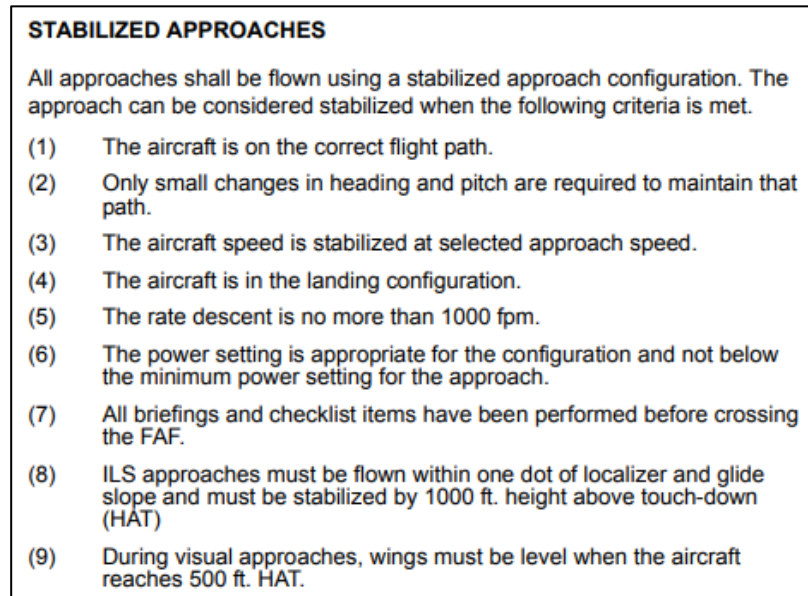 STABILIZED APPROACHES
All approaches shall be flown using a stabilized approach configuration. The
approach can be considered stabilized when the following criteria is met.
(1) The aircraft is on the correct flight path.
(2) Only small changes in heading and pitch are required to maintain that
path.
(3) The aircraft speed is stabilized at selected approach speed.
(4) The aircraft is in the landing configuration.
(5) The rate descent is no more than 1000 fpm.
(6) The power setting is appropriate for the configuration and not below
the minimum power setting for the approach.
(7) All briefings and checklist items have been performed before crossing
the FAF.
(8) ILS approaches must be flown within one dot of localizer and glide
slope and must be stabilized by 1000 ft. height above touch-down
(HAT)
(9) During visual approaches, wings must be level when the aircraft
reaches 500 ft. HAT.